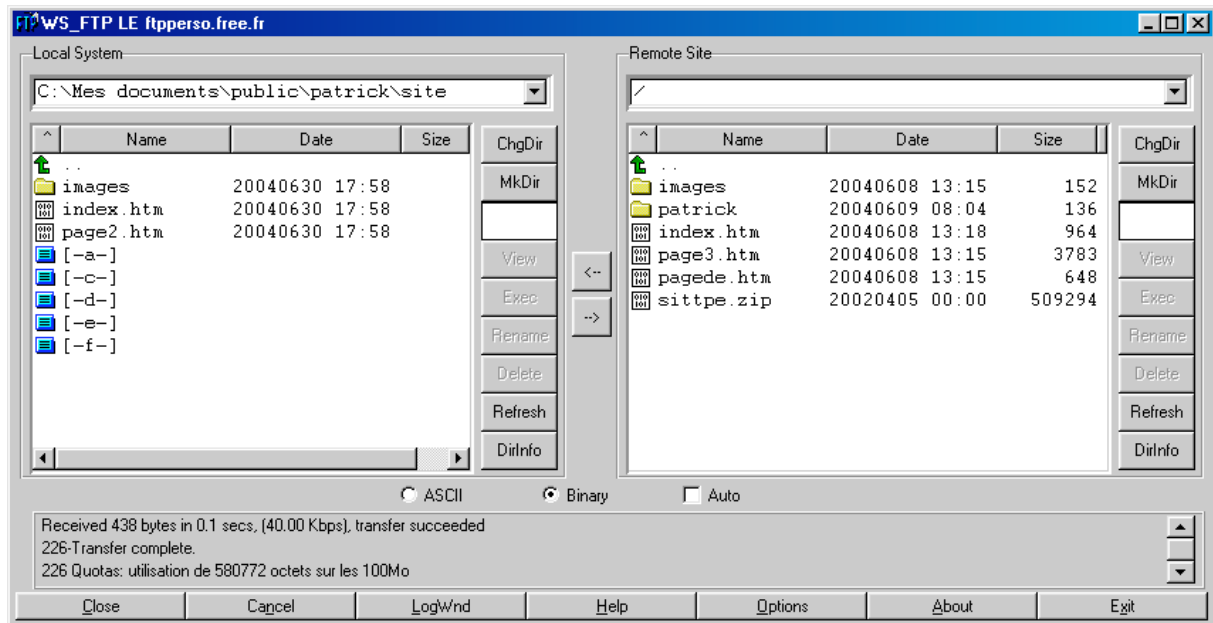 WS_FTP LE ftpperso.free.fr
Local System
C:\Mes documents\public\patrick\site
^ Name Date Size
..
images 20040630 17:58
index.htm 20040630 17:58
page2.htm 20040630 17:58
[-a-]
[-c-]
[-d-]
[-e-]
[-f-]
ChgDir
MkDir
View
Exec
Rename
Delete
Refresh
DirInfo
<--
-->
Remote Site
/
^ Name Date Size
..
images 20040608 13:15 152
patrick 20040609 08:04 136
index.htm 20040608 13:18 964
page3.htm 20040608 13:15 3783
pagede.htm 20040608 13:15 648
sittpe.zip 20020405 00:00 509294
ChgDir
MkDir
View
Exec
Rename
Delete
Refresh
DirInfo
ASCII Binary Auto
Received 438 bytes in 0.1 secs, (40.00 Kbps), transfer succeeded
226-Transfer complete.
226 Quotas: utilisation de 580772 octets sur les 100Mo
Close Cancel LogWnd Help Options About Exit